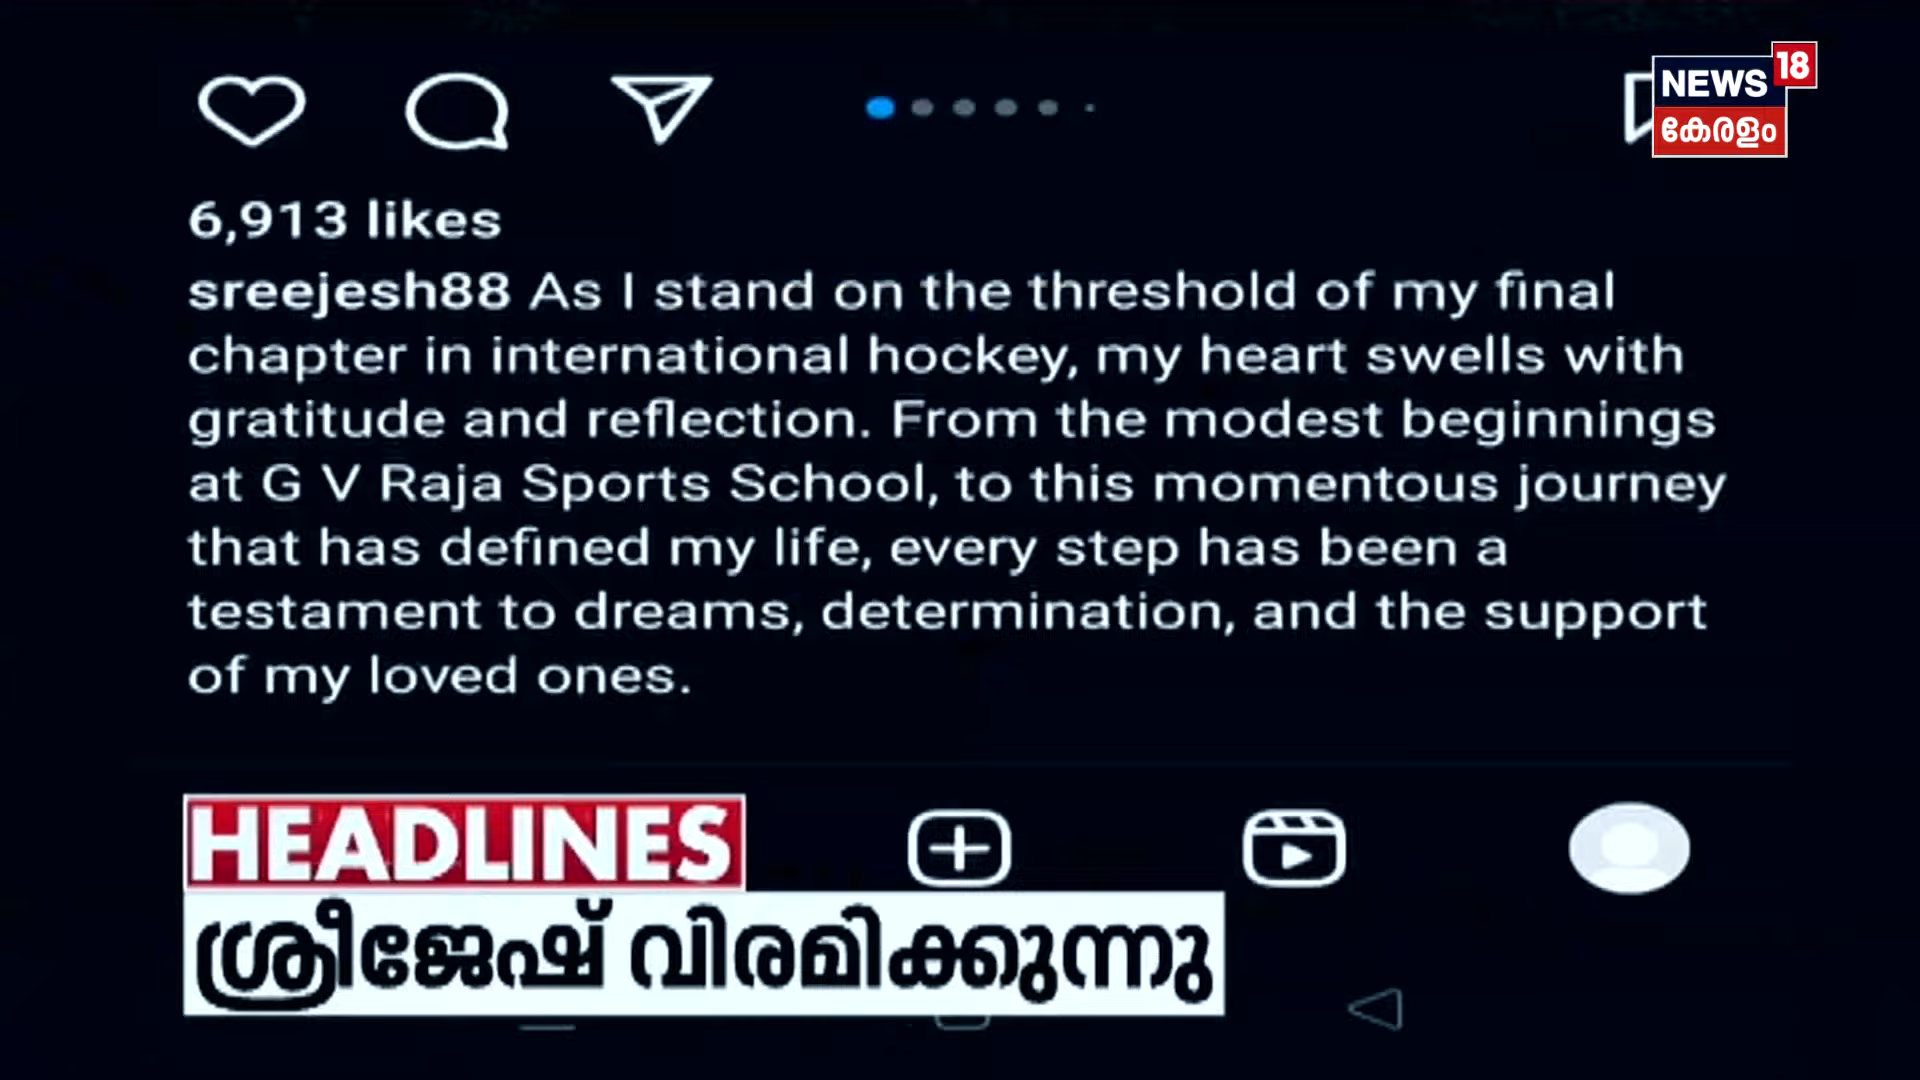 NEWS 18
കേരളം
6,913 likes
sreejesh88 As I stand on the threshold of my final
chapter in international hockey, my heart swells with
gratitude and reflection. From the modest beginnings
at G V Raja Sports School, to this momentous journey
that has defined my life, every step has been a
testament to dreams, determination, and the support
of my loved ones.
HEADLINES
ശ്രീജേഷ് വിരമിക്കുന്നു